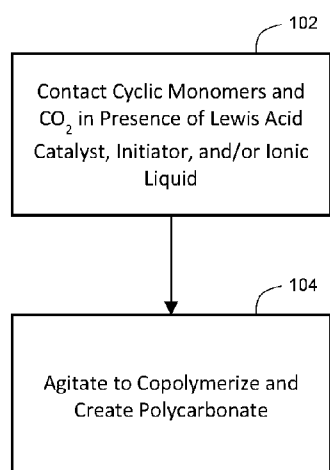 102
Contact Cyclic Monomers and
CO2 in Presence of Lewis Acid
Catalyst, Initiator, and/or Ionic
Liquid
104
Agitate to Copolymerize and
Create Polycarbonate